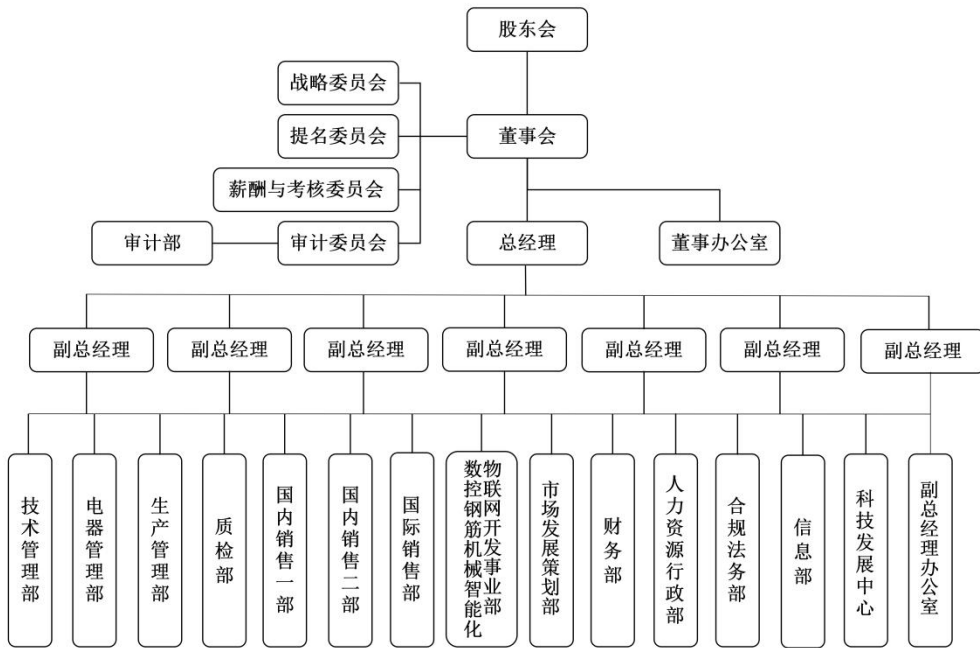 股东会
战略委员会
提名委员会
董事会
薪酬与考核委员会
审计部
审计委员会
总经理
董事办公室
副总经理
副总经理
副总经理
副总经理
副总经理
副总经理
副总经理
技术管理部
电器管理部
生产管理部
质检部
国内销售一部
国内销售二部
国际销售部
数控钢筋机械智能化
物联网开发事业部
市场发展策划部
财务部
人力资源行政部
合规法务部
信息部
科技发展中心
副总经理办公室